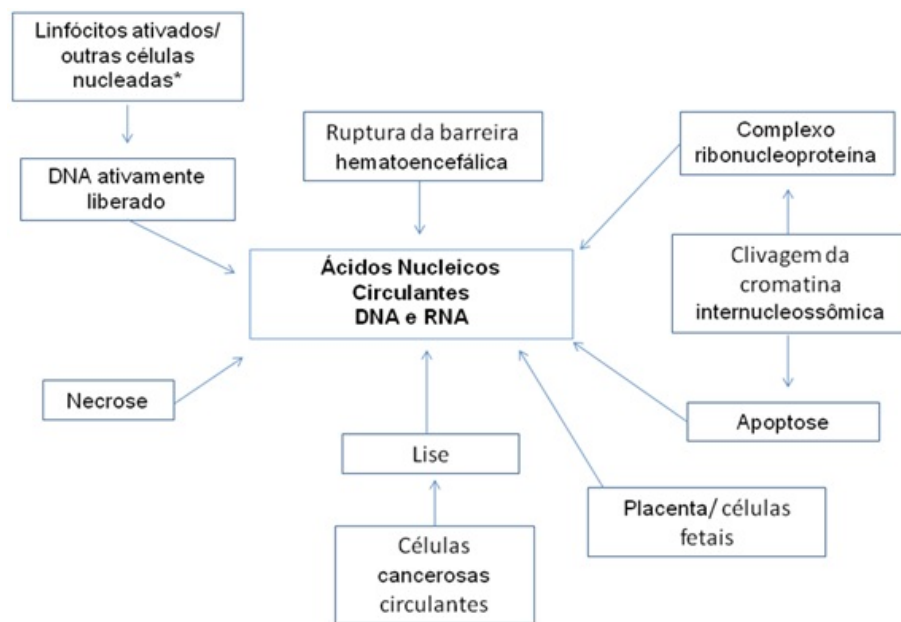 Linfócitos ativados/
outras células
nucleadas*
DNA ativamente
liberado
Ruptura da barreira
hematoencefálica
Complexo
ribonucleoproteína
Ácidos Nucleicos
Circulantes
DNA e RNA
Clivagem da
cromatina
internucleossômica
Necrose
Apoptose
Lise
Placenta/ células
fetais
Células
cancerosas
circulantes